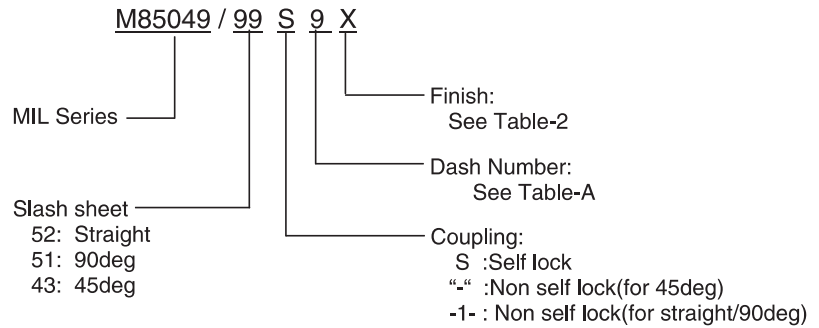 M85049 / 99 S 9 X
Finish:
See Table-2
MIL Series
Dash Number:
See Table-A
Slash sheet
52: Straight
51: 90deg
43: 45deg
Coupling:
S :Self lock
“-“ :Non self lock(for 45deg)
-1- : Non self lock(for straight/90deg)